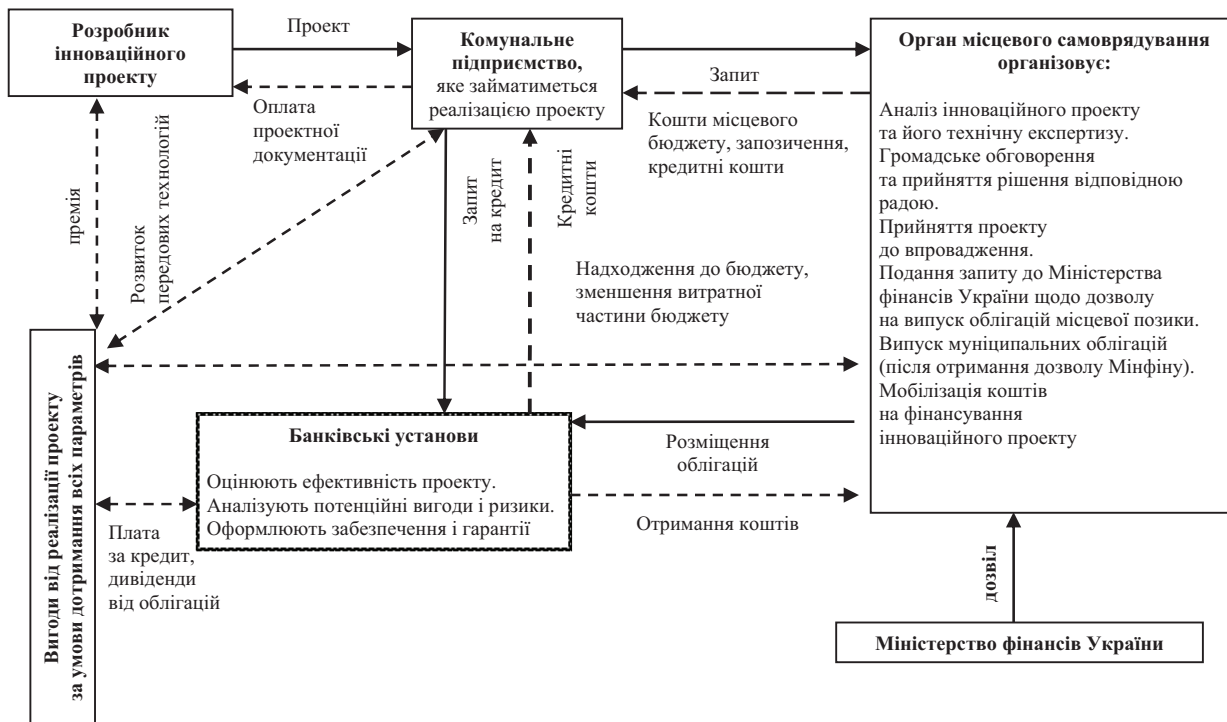 Розробник
інноваційного
проекту
Проект
Оплата
проектної
документації
Комунальне
підприємство,
яке займатиметься
реалізацією проекту
Запит
Кошти місцевого
бюджету, запозичення,
кредитні кошти
Орган місцевого самоврядування
організовує:
Аналіз інноваційного проекту
та його технічну експертизу.
Громадське обговорення
та прийняття рішення відповідною
радою.
Прийняття проекту
до впровадження.
Подання запиту до Міністерства
фінансів України щодо дозволу
на випуск облігацій місцевої позики.
Випуск муніципальних облігацій
(після отримання дозволу Мінфіну).
Мобілізація коштів
на фінансування
інноваційного проекту
премія
Розвиток
передових технологій
Запит
на кредит
Кредитні
кошти
Надходження до бюджету,
зменшення витратної
частини бюджету
Вигоди від реалізації проекту
за умови дотримання всіх параметрів
Банківські установи
Оцінюють ефективність проекту.
Аналізують потенційні вигоди і ризики.
Оформлюють забезпечення і гарантії
Розміщення
облігацій
Отримання коштів
Плата
за кредит,
дивіденди
від облігацій
дозвіл
Міністерство фінансів України